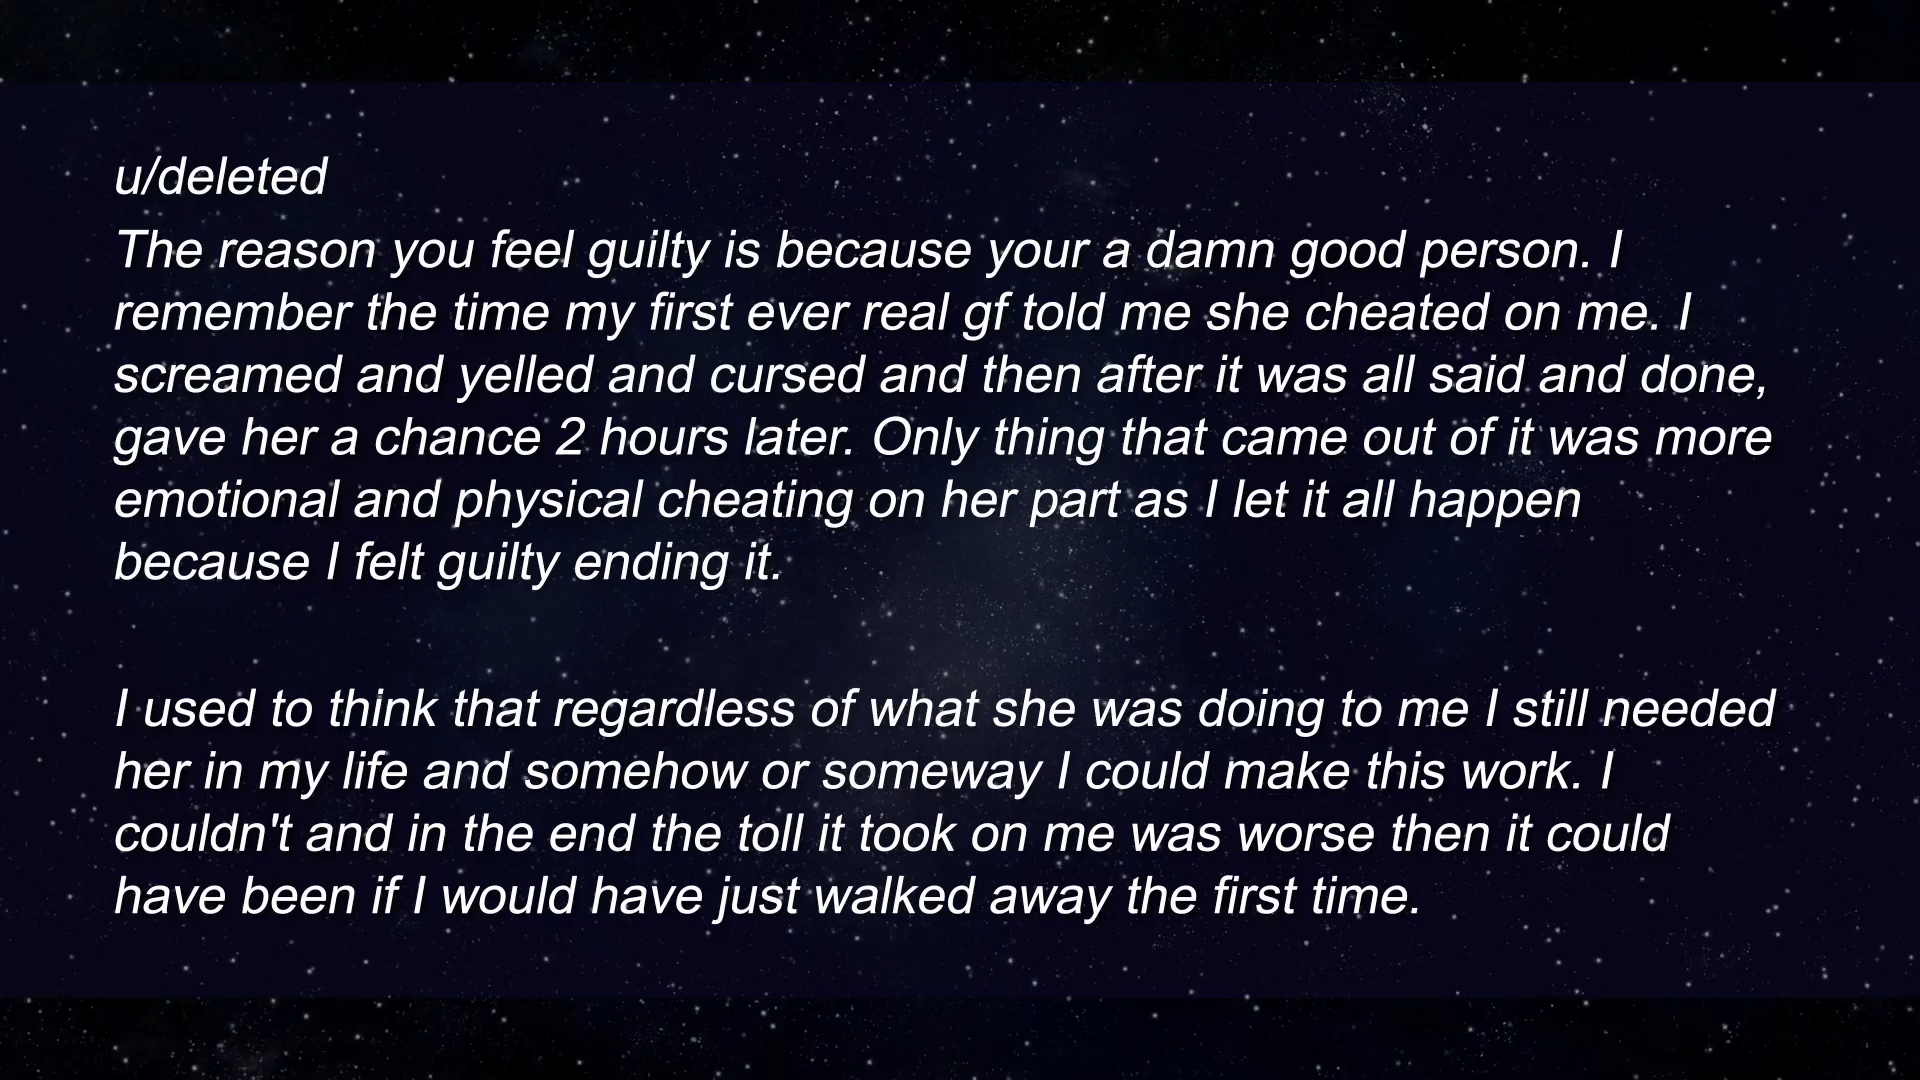 u/deleted
The reason you feel guilty is because your a damn good person. I
remember the time my first ever real gf told me she cheated on me. I
screamed and yelled and cursed and then after it was all said and done,
gave her a chance 2 hours later. Only thing that came out of it was more
emotional and physical cheating on her part as I let it all happen
because I felt guilty ending it.
I used to think that regardless of what she was doing to me I still needed
her in my life and somehow or someway I could make this work. I
couldn't and in the end the toll it took on me was worse then it could
have been if I would have just walked away the first time.